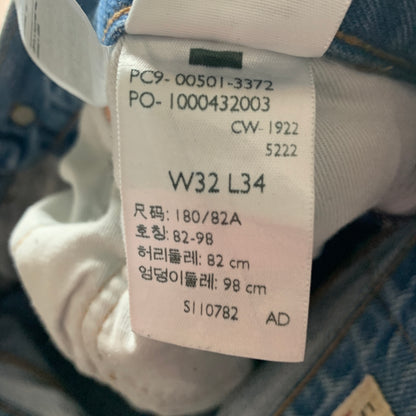 PC9- 00501-3372
PO- 1000432003
CW- 1922
5222
W32 L34
尺码: 180/82A
호칭: 82-98
허리둘레: 82 cm
엉덩이둘레: 98 cm
S110782 AD